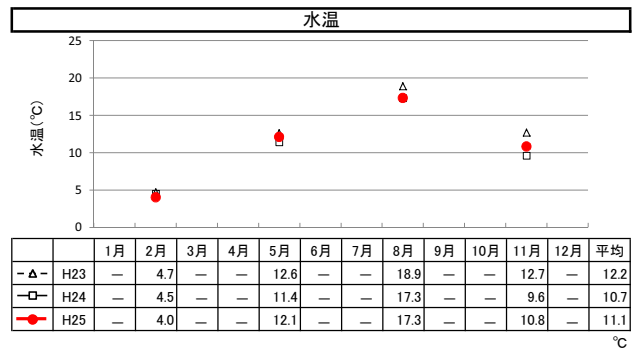 水温
25
20
15
10
5
0
水温(℃)
1月 2月 3月 4月 5月 6月 7月 8月 9月 10月 11月 12月 平均
H23 — 4.7 — — 12.6 — — 18.9 — — 12.7 — 12.2
H24 — 4.5 — — 11.4 — — 17.3 — — 9.6 — 10.7
H25 — 4.0 — — 12.1 — — 17.3 — — 10.8 — 11.1
℃